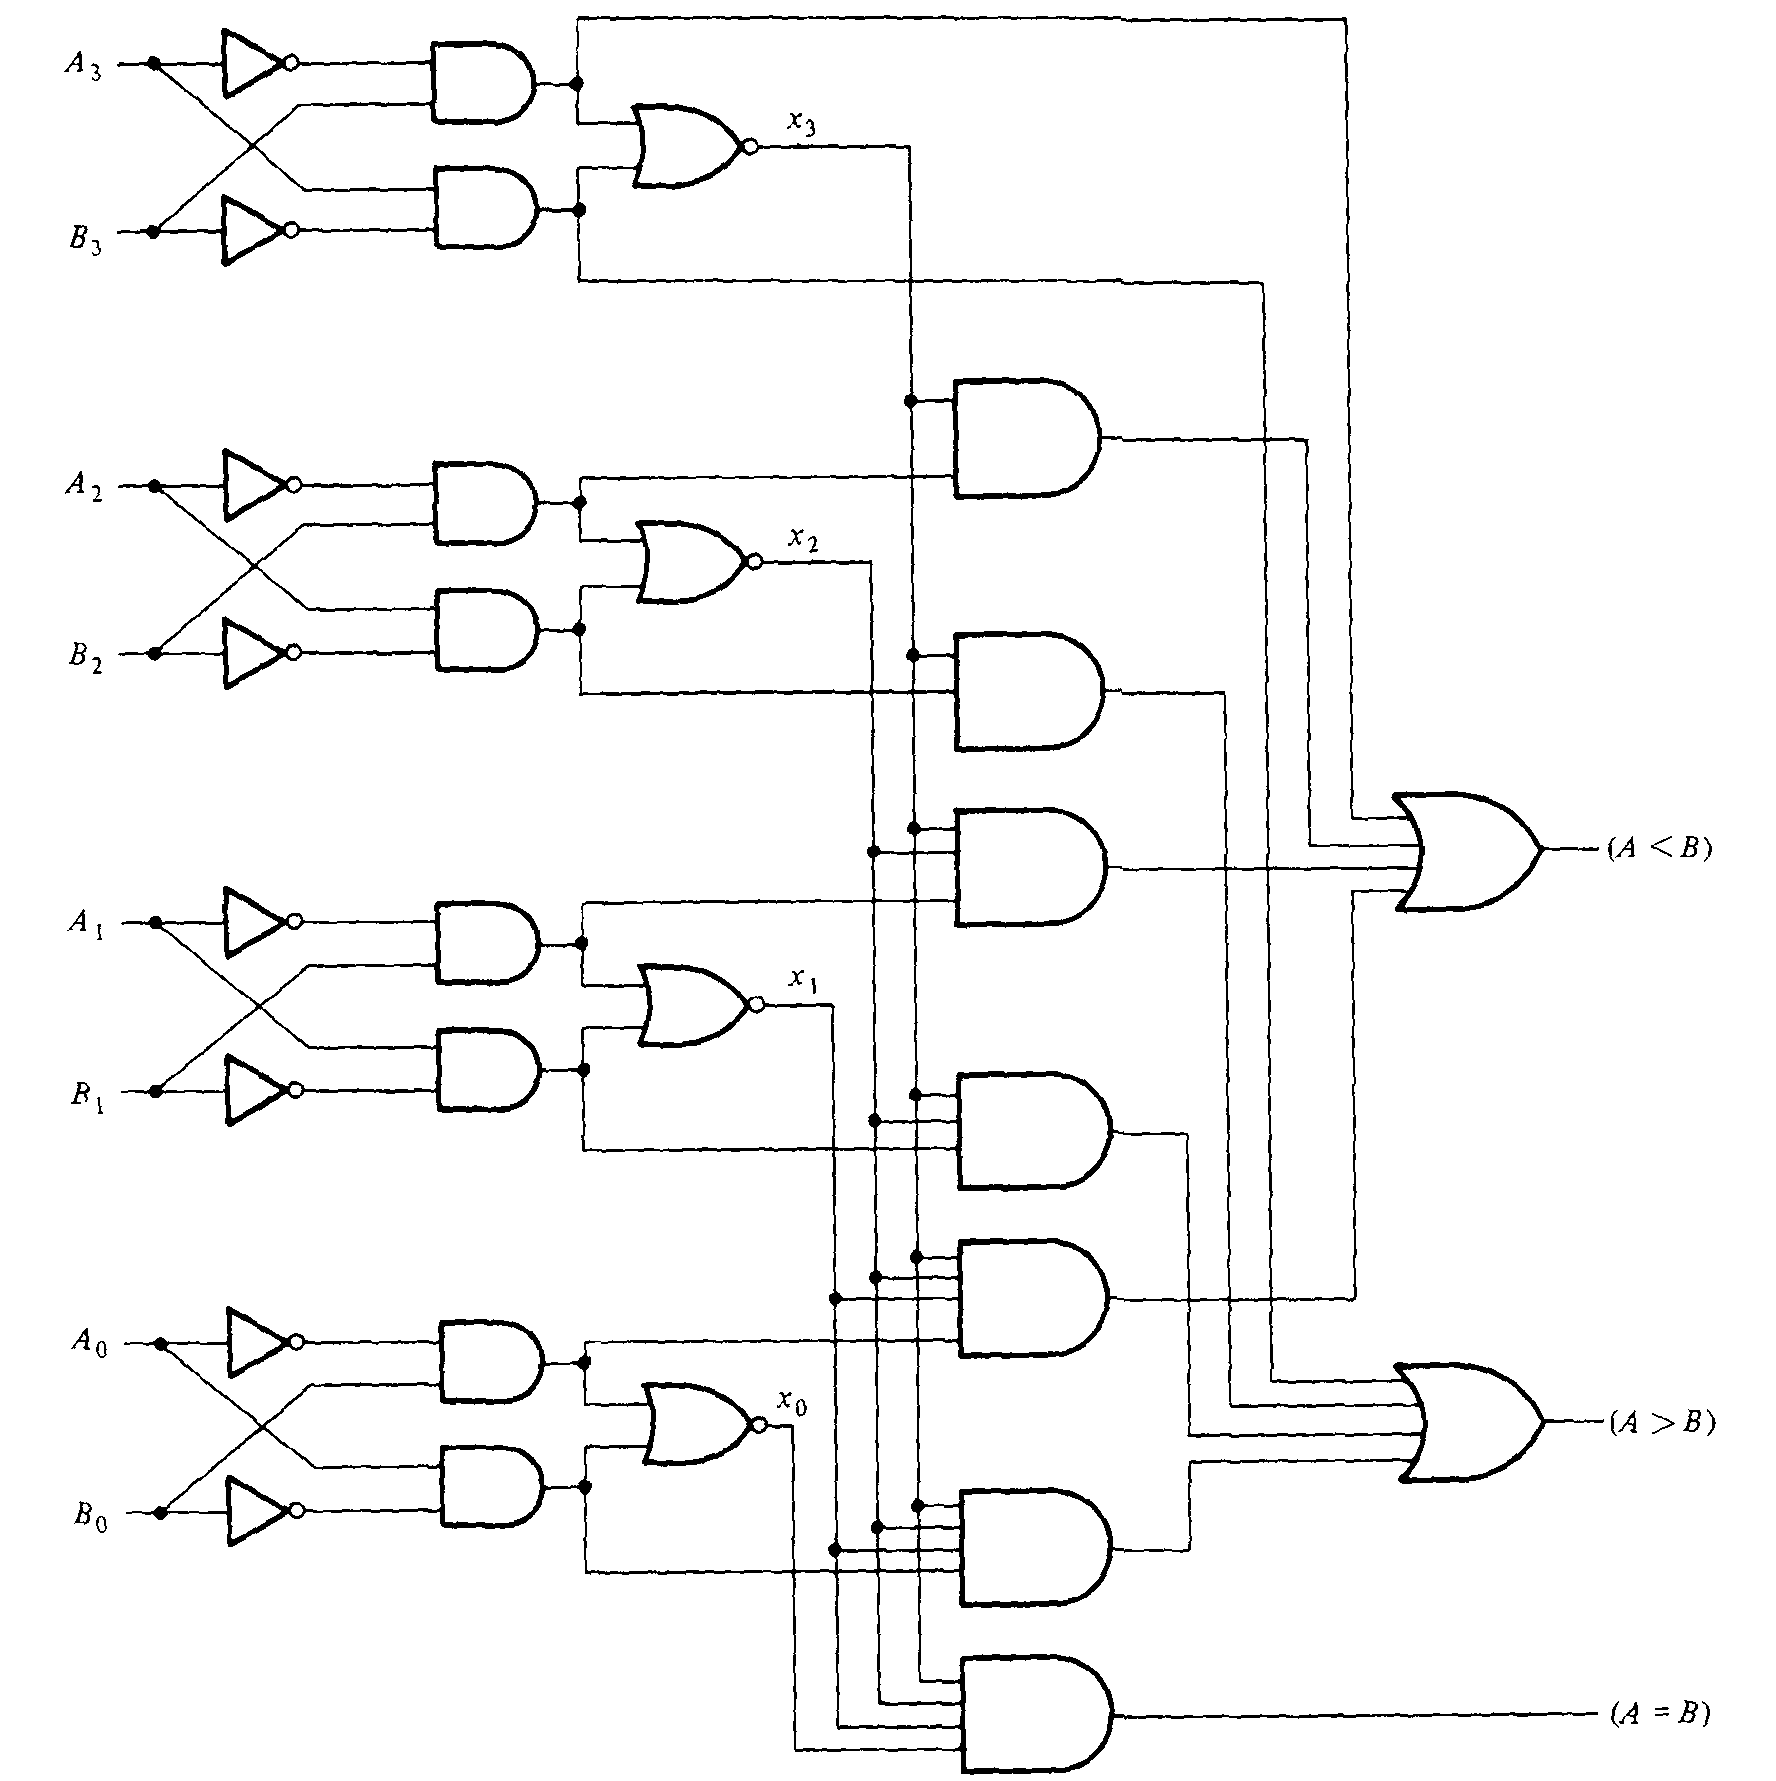 A₃
x₃
B₃
A₂
x₂
B₂
(A < B)
A₁
x₁
B₁
A₀
x₀
(A > B)
B₀
(A = B)